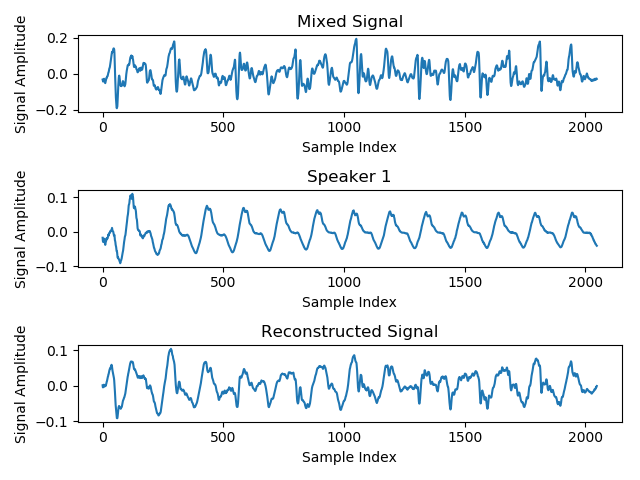 Mixed Signal
Signal Amplitude
0.2
0.0
−0.2
0 500 1000 1500 2000
Sample Index
Speaker 1
Signal Amplitude
0.1
0.0
−0.1
0 500 1000 1500 2000
Sample Index
Reconstructed Signal
Signal Amplitude
0.1
0.0
−0.1
0 500 1000 1500 2000
Sample Index